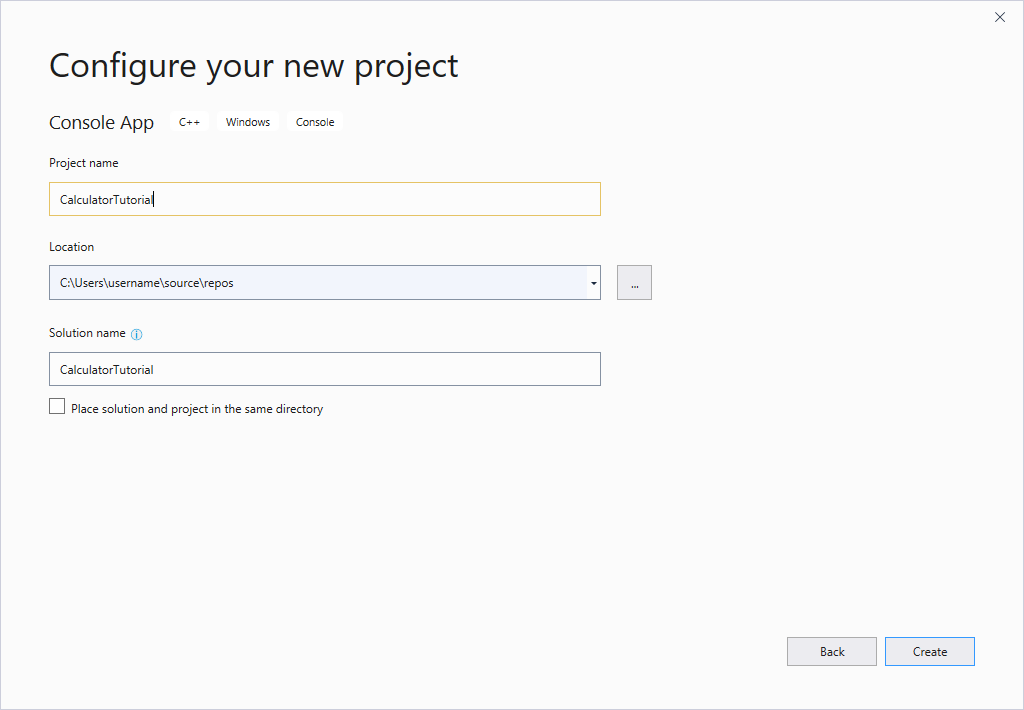 Configure your new project
Console App C++ Windows Console
Project name
CalculatorTutorial
Location
C:\Users\username\source\repos
...
Solution name
CalculatorTutorial
Place solution and project in the same directory
Back Create